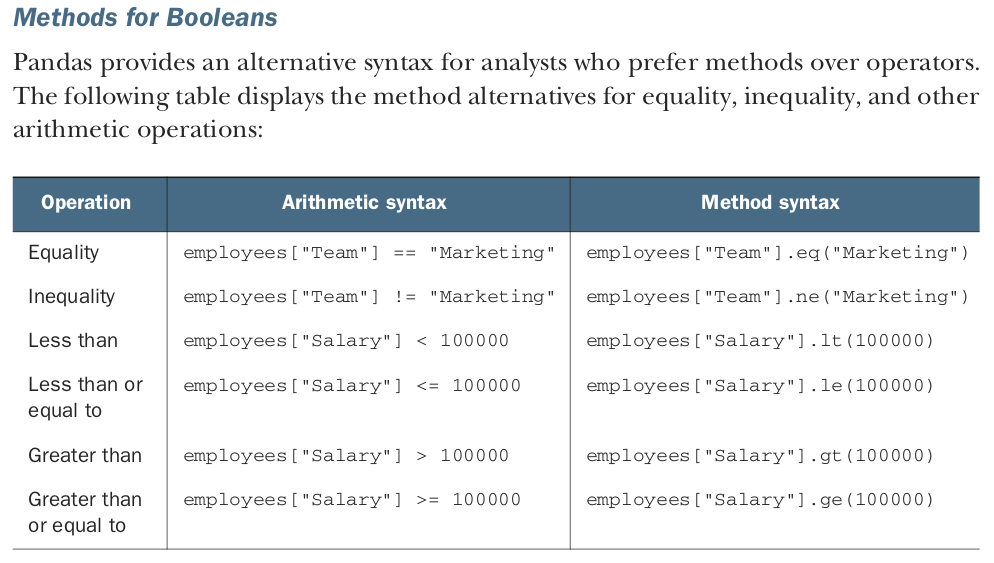 Methods for Booleans
Pandas provides an alternative syntax for analysts who prefer methods over operators.
The following table displays the method alternatives for equality, inequality, and other
arithmetic operations:
Operation Arithmetic syntax Method syntax
Equality employees["Team"] == "Marketing" employees["Team"].eq("Marketing")
Inequality employees["Team"] != "Marketing" employees["Team"].ne("Marketing")
Less than employees["Salary"] < 100000 employees["Salary"].lt(100000)
Less than or employees["Salary"] <= 100000 employees["Salary"].le(100000)
equal to
Greater than employees["Salary"] > 100000 employees["Salary"].gt(100000)
Greater than employees["Salary"] >= 100000 employees["Salary"].ge(100000)
or equal to